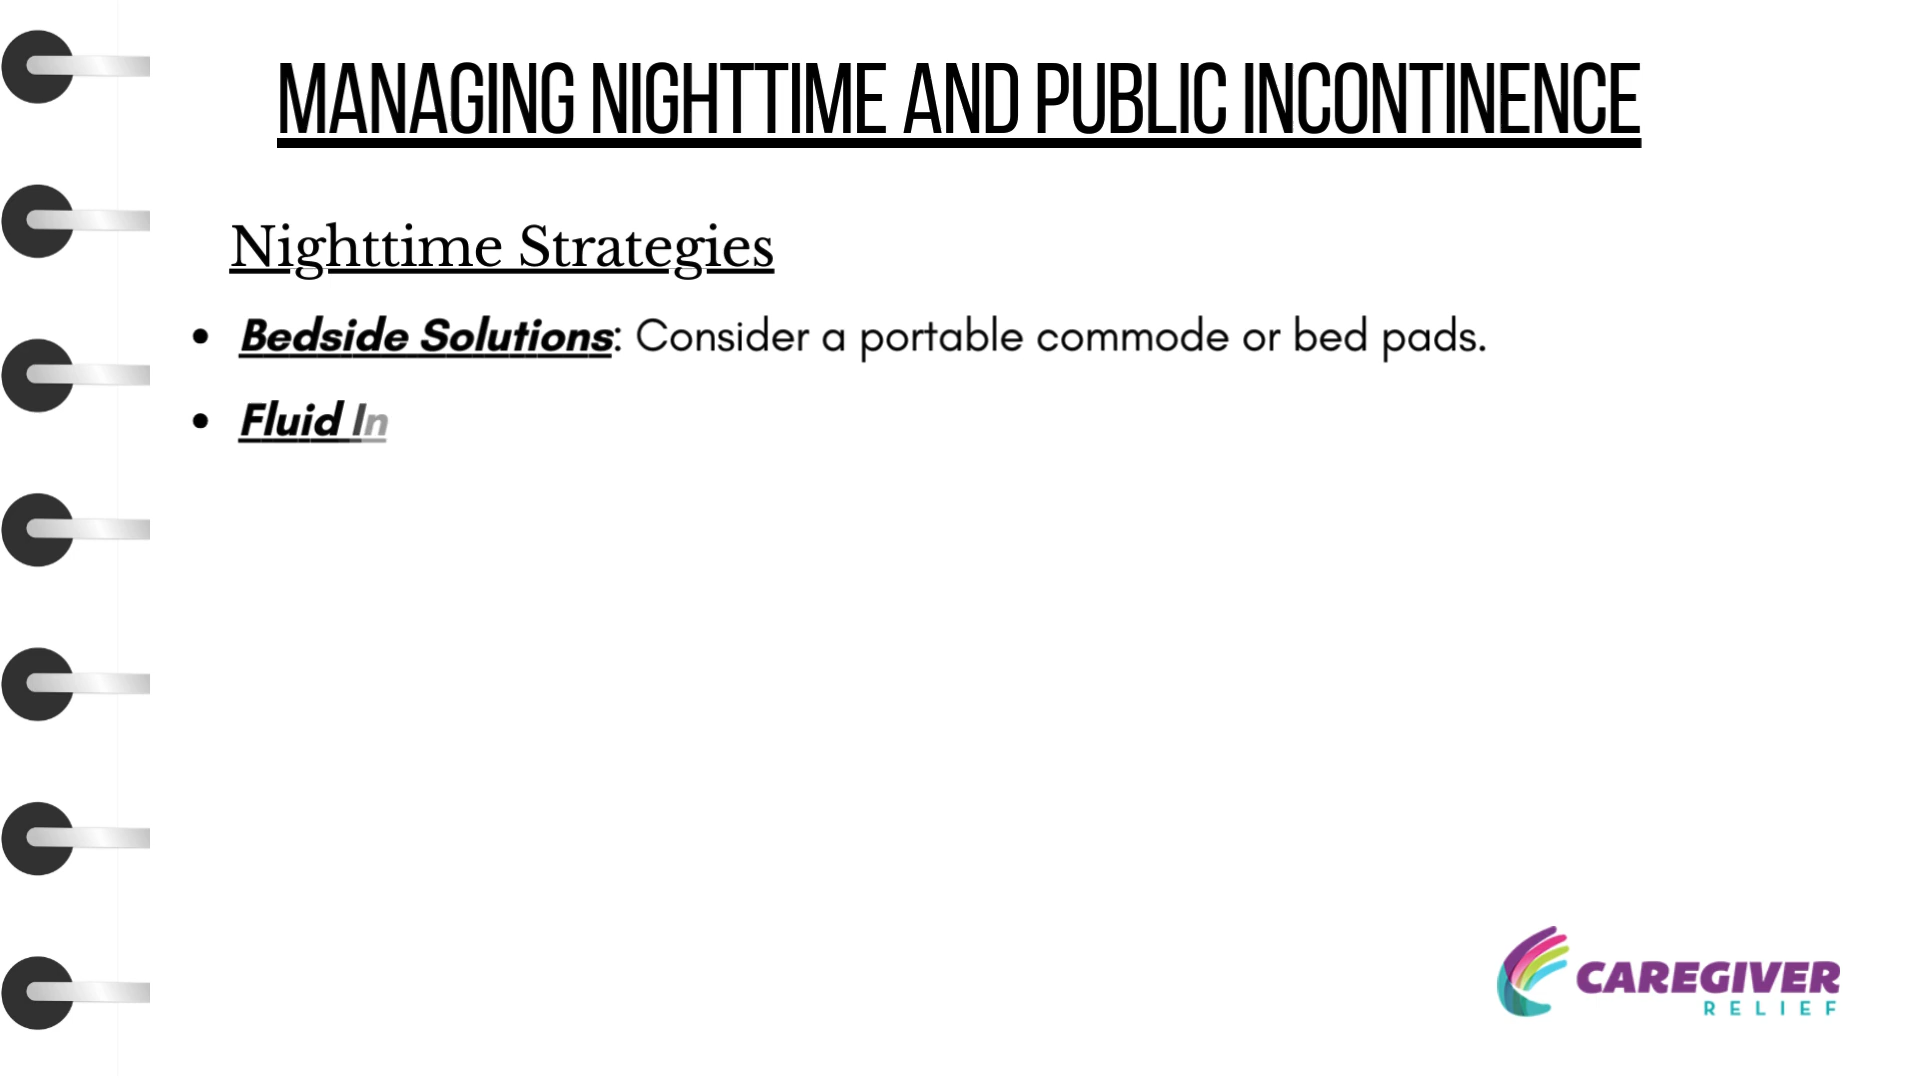 MANAGING NIGHTTIME AND PUBLIC INCONTINENCE
Nighttime Strategies
• Bedside Solutions: Consider a portable commode or bed pads.
• Fluid In
CAREGIVER
RELIEF